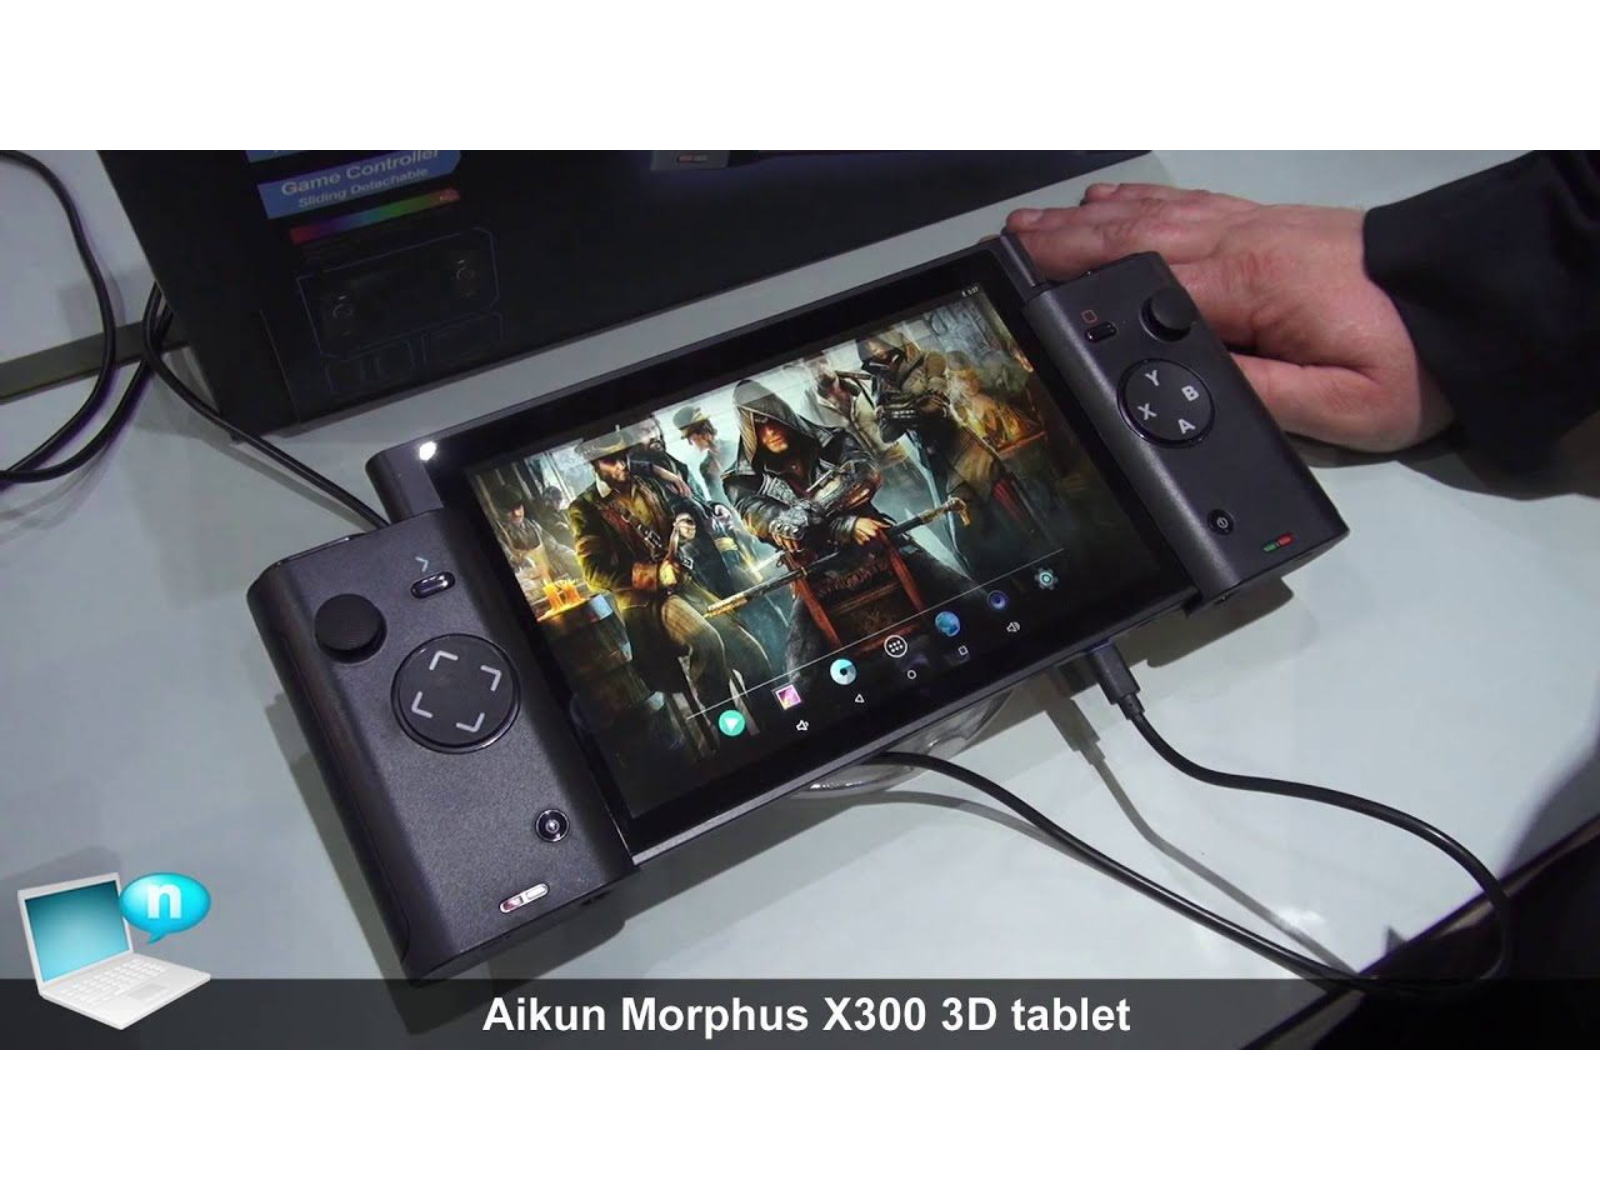 Game Controller
Sliding Detachable
Y
B
X
A
n
Aikun Morphus X300 3D tablet